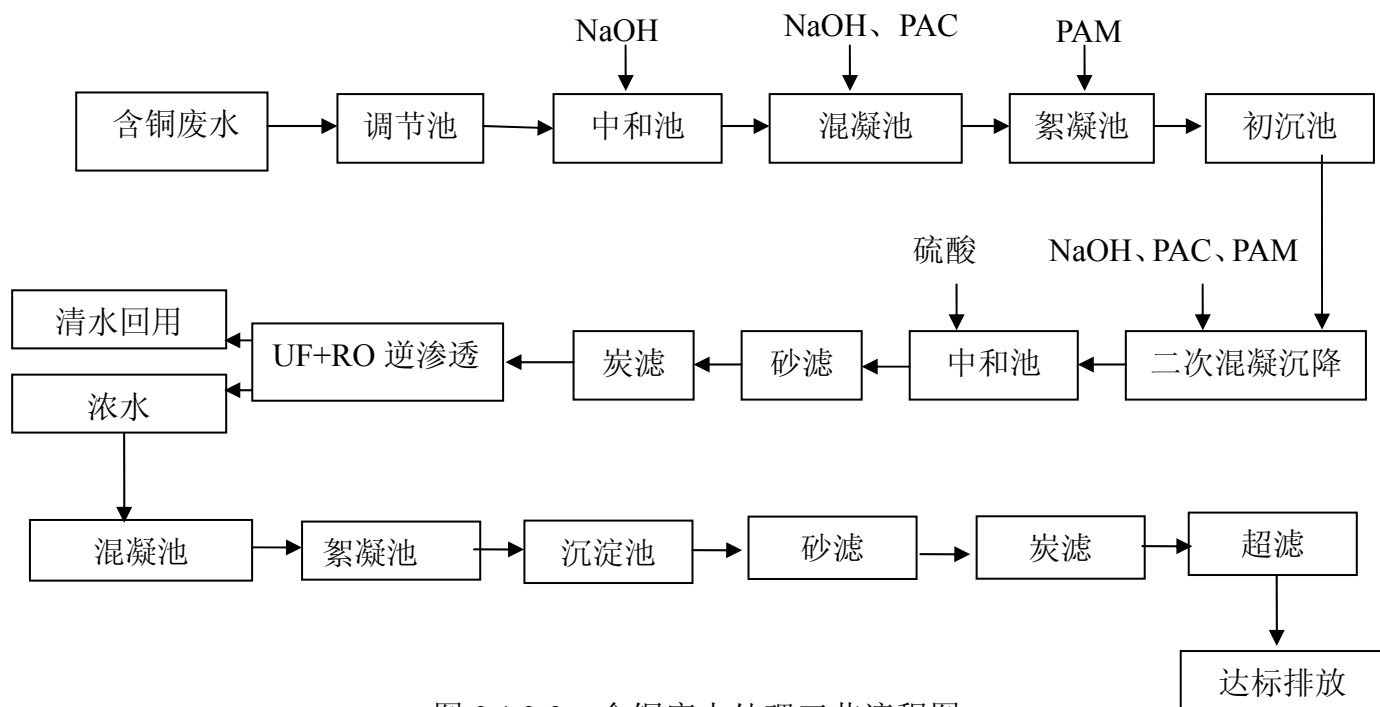 NaOH
NaOH、PAC
PAM
含铜废水
调节池
中和池
混凝池
絮凝池
初沉池
硫酸
NaOH、PAC、PAM
清水回用
UF+RO 逆渗透
炭滤
砂滤
中和池
二次混凝沉降
浓水
混凝池
絮凝池
沉淀池
砂滤
炭滤
超滤
达标排放